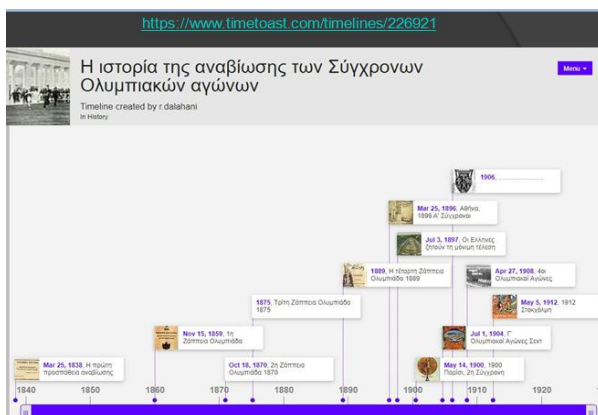 https://www.timetoast.com/timelines/226921
Η ιστορία της αναβίωσης των Σύγχρονων
Ολυμπιακών αγώνων
Menu
Timeline created by r.dalahani
In History
1906
Mar 25, 1896, Αθήνα,
1896 Α' Σύγχρονοι
Jul 3, 1897, Οι Έλληνες
ζητούν τη μόνιμη τέλεση
1889, Η τέταρτη Ζάππεια
Ολυμπιάδα 1889
Apr 27, 1908, 4οι
Ολυμπιακοί Αγώνες
1875, Τρίτη Ζάππεια Ολυμπιάδα
1875
May 5, 1912, 1912
Στοκχόλμη
Nov 15, 1859, 1η
Ζάππεια Ολυμπιάδα
Jul 1, 1904, Γ'
Ολυμπιακοί Αγώνες Σεντ
Mar 25, 1838, Η πρώτη
προσπάθεια αναβίωσης
Oct 18, 1870, 2η Ζάππεια
Ολυμπιάδα 1870
May 14, 1900, 1900
Παρίσι, 2η Σύγχρονη
1840 1850 1860 1870 1880 1890 1900 1910 1920